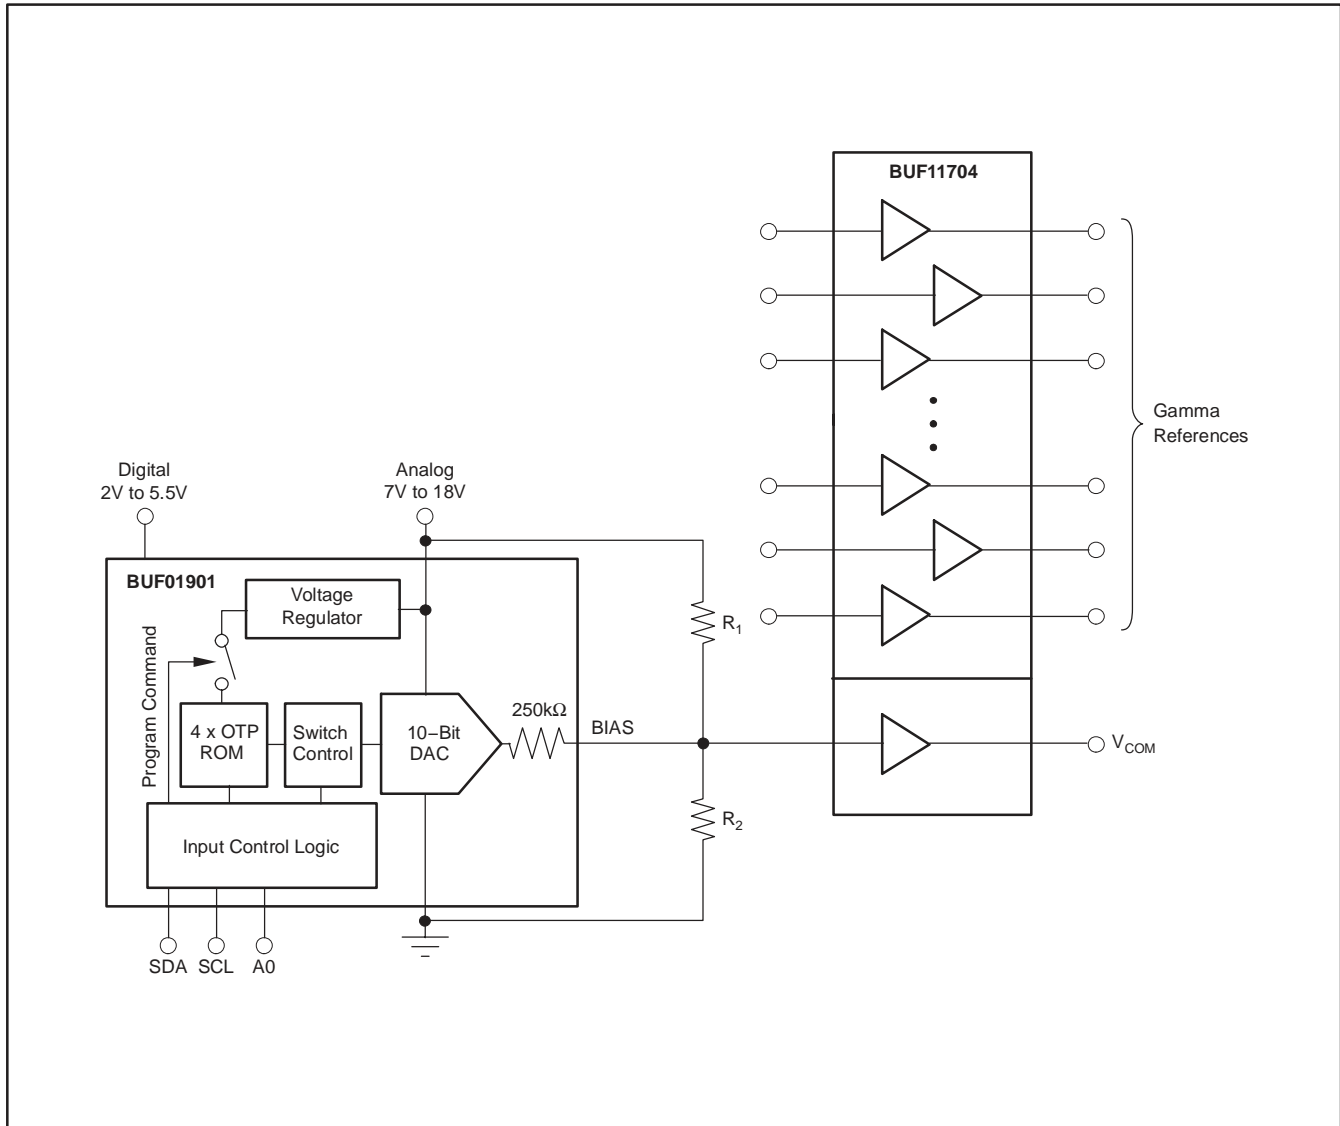 BUF11704
Gamma
References
Digital
2V to 5.5V
Analog
7V to 18V
BUF01901
Voltage
Regulator
Program Command
R1
4 x OTP
ROM
Switch
Control
10−Bit
DAC
250kΩ
BIAS
VCOM
R2
Input Control Logic
SDA
SCL
A0